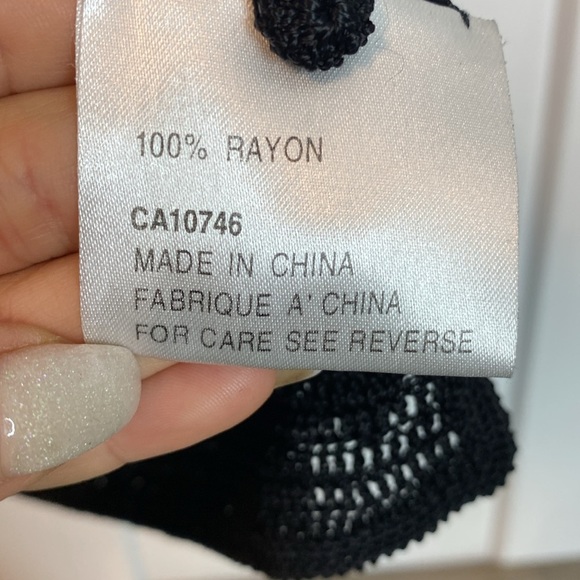 100% RAYON
CA10746
MADE IN CHINA
FABRIQUE A' CHINA
FOR CARE SEE REVERSE